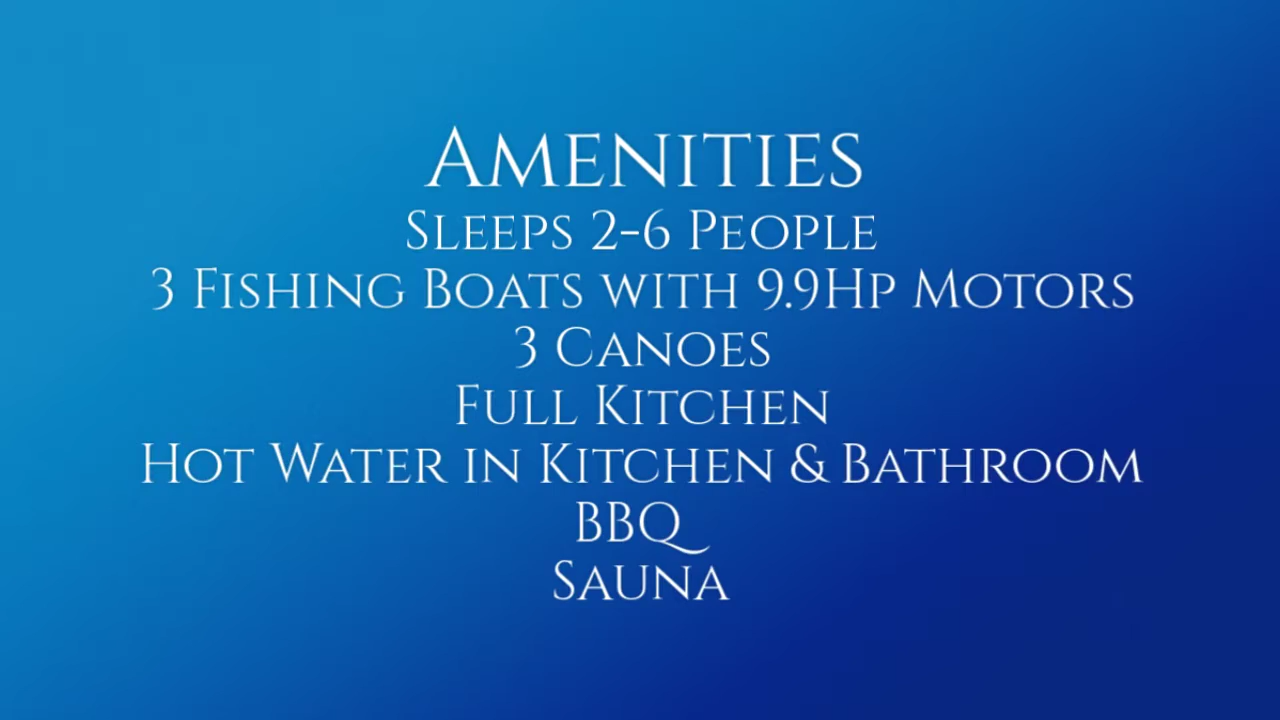 Amenities
Sleeps 2-6 People
3 Fishing Boats with 9.9Hp Motors
3 Canoes
Full Kitchen
Hot Water in Kitchen & Bathroom
BBQ
Sauna